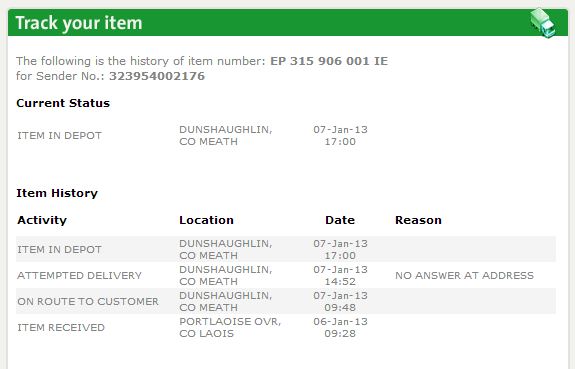 Track your item
The following is the history of item number: EP 315 906 001 IE
for Sender No.: 323954002176
Current Status
ITEM IN DEPOT DUNSHAUGHLIN, 07-Jan-13
CO MEATH 17:00
Item History
Activity Location Date Reason
ITEM IN DEPOT DUNSHAUGHLIN, 07-Jan-13
CO MEATH 17:00
ATTEMPTED DELIVERY DUNSHAUGHLIN, 07-Jan-13 NO ANSWER AT ADDRESS
CO MEATH 14:52
ON ROUTE TO CUSTOMER DUNSHAUGHLIN, 07-Jan-13
CO MEATH 09:48
ITEM RECEIVED PORTLAOISE OVR, 06-Jan-13
CO LAOIS 09:28